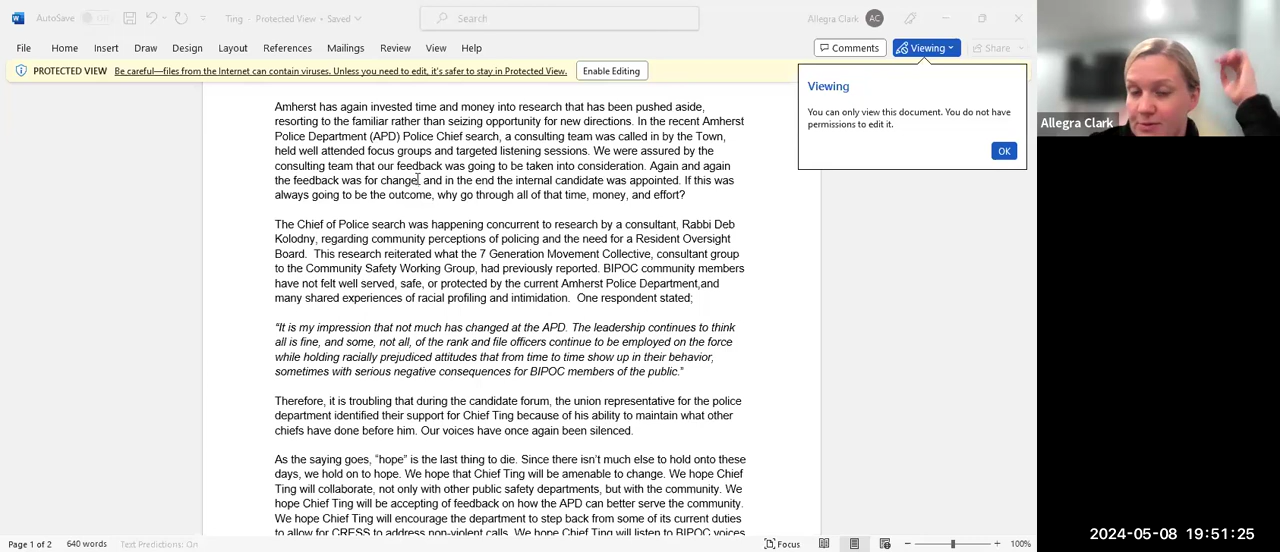 AutoSave Off Ting - Protected View • Saved Search Allegra Clark AC
File Home Insert Draw Design Layout References Mailings Review View Help Comments Viewing Share
PROTECTED VIEW Be careful—files from the Internet can contain viruses. Unless you need to edit, it's safer to stay in Protected View. Enable Editing
Viewing
You can only view this document. You do not have
permissions to edit it.
OK
Allegra Clark
Amherst has again invested time and money into research that has been pushed aside,
resorting to the familiar rather than seizing opportunity for new directions. In the recent Amherst
Police Department (APD) Police Chief search, a consulting team was called in by the Town,
held well attended focus groups and targeted listening sessions. We were assured by the
consulting team that our feedback was going to be taken into consideration. Again and again
the feedback was for change, and in the end the internal candidate was appointed. If this was
always going to be the outcome, why go through all of that time, money, and effort?
The Chief of Police search was happening concurrent to research by a consultant, Rabbi Deb
Kolodny, regarding community perceptions of policing and the need for a Resident Oversight
Board. This research reiterated what the 7 Generation Movement Collective, consultant group
to the Community Safety Working Group, had previously reported. BIPOC community members
have not felt well served, safe, or protected by the current Amherst Police Department,and
many shared experiences of racial profiling and intimidation. One respondent stated;
“It is my impression that not much has changed at the APD. The leadership continues to think
all is fine, and some, not all, of the rank and file officers continue to be employed on the force
while holding racially prejudiced attitudes that from time to time show up in their behavior,
sometimes with serious negative consequences for BIPOC members of the public.”
Therefore, it is troubling that during the candidate forum, the union representative for the police
department identified their support for Chief Ting because of his ability to maintain what other
chiefs have done before him. Our voices have once again been silenced.
As the saying goes, “hope” is the last thing to die. Since there isn’t much else to hold onto these
days, we hold on to hope. We hope that Chief Ting will be amenable to change. We hope Chief
Ting will collaborate, not only with other public safety departments, but with the community. We
hope Chief Ting will be accepting of feedback on how the APD can better serve the community.
We hope Chief Ting will encourage the department to step back from some of its current duties
to allow for CRESS to address non-violent calls. We hope Chief Ting will listen to BIPOC voices
Page 1 of 2 640 words Text Predictions: On Focus 100%
2024-05-08 19:51:25